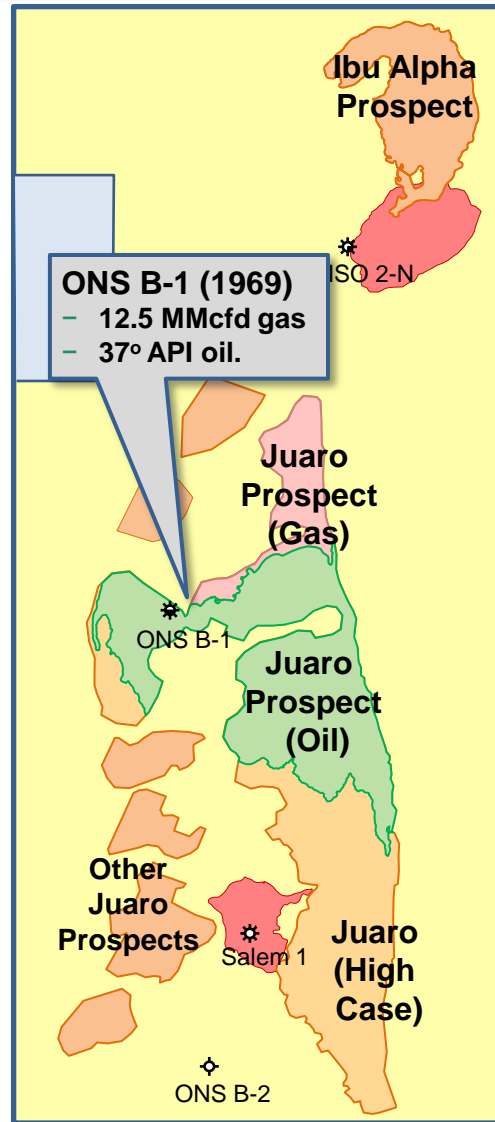 Ibu Alpha
Prospect
ISO 2-N
ONS B-1 (1969)
− 12.5 MMcfd gas
− 37º API oil.
Juaro
Prospect
(Gas)
ONS B-1
Juaro
Prospect
(Oil)
Other
Juaro
Prospects
Salem 1
Juaro
(High
Case)
ONS B-2